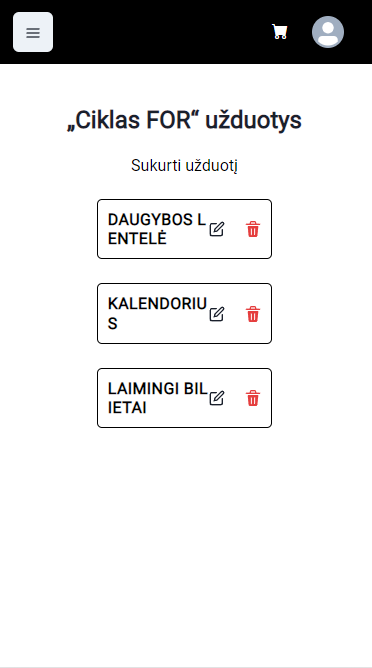 „Ciklas FOR“ užduotys
Sukurti užduotį
DAUGYBOS L
ENTELĖ
KALENDORIU
S
LAIMINGI BIL
IETAI